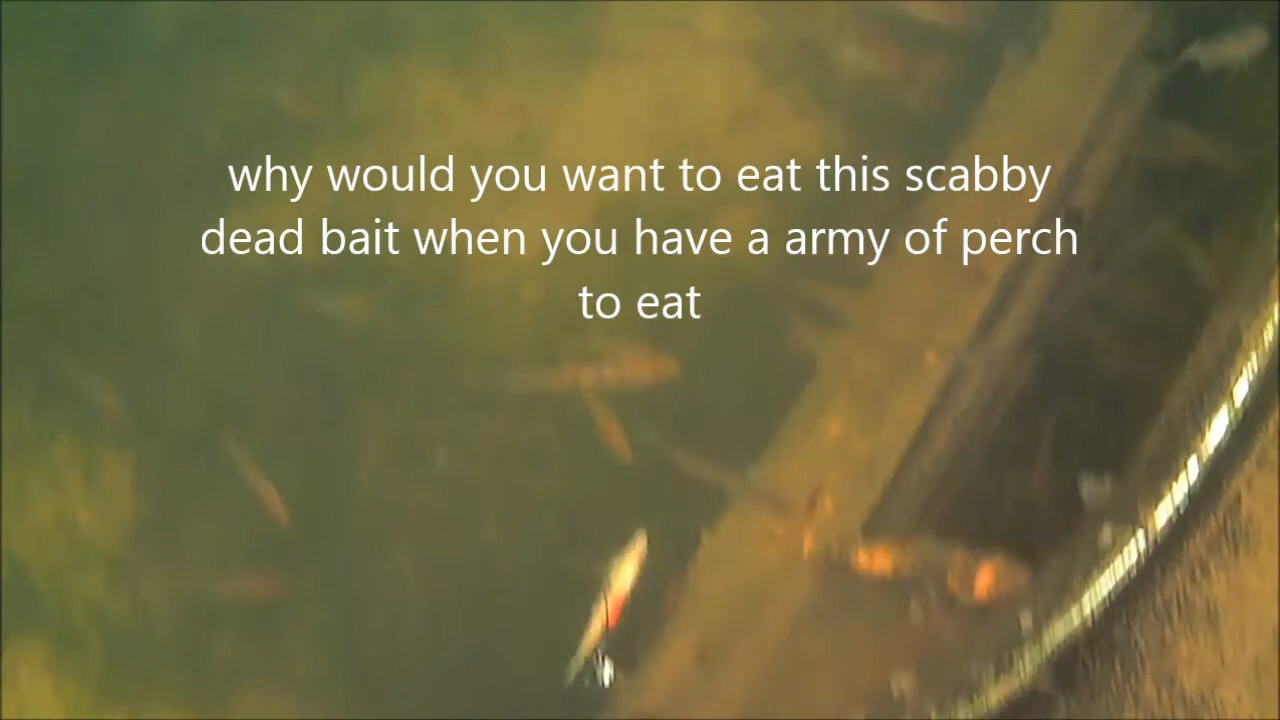 why would you want to eat this scabby
dead bait when you have a army of perch
to eat